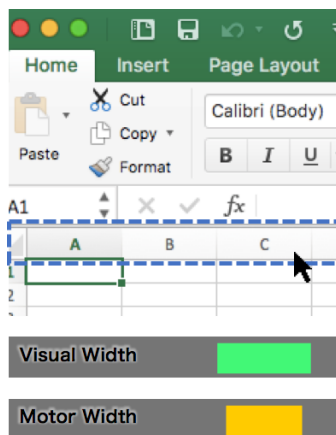 Home Insert Page Layout
Cut
Calibri (Body)
Copy
Paste
Format
B I U
A1 fx
A B C
1
2
Visual Width
Motor Width